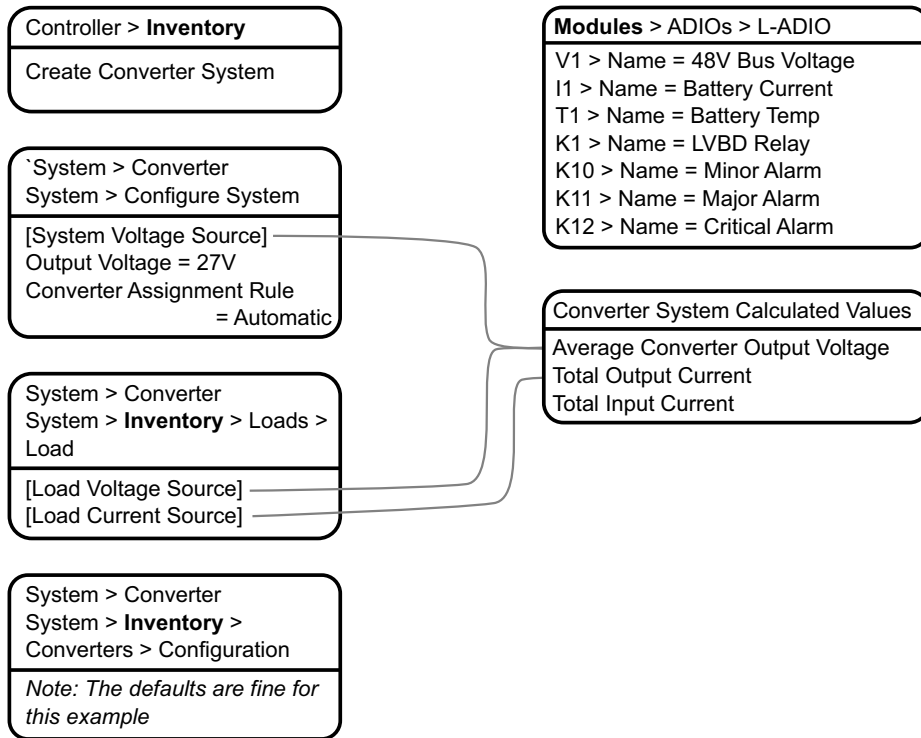 Controller > Inventory
Create Converter System
`System > Converter
System > Configure System
[System Voltage Source]
Output Voltage = 27V
Converter Assignment Rule
= Automatic
System > Converter
System > Inventory > Loads >
Load
[Load Voltage Source]
[Load Current Source]
System > Converter
System > Inventory >
Converters > Configuration
Note: The defaults are fine for
this example
Modules > ADIOs > L-ADIO
V1 > Name = 48V Bus Voltage
I1 > Name = Battery Current
T1 > Name = Battery Temp
K1 > Name = LVBD Relay
K10 > Name = Minor Alarm
K11 > Name = Major Alarm
K12 > Name = Critical Alarm
Converter System Calculated Values
Average Converter Output Voltage
Total Output Current
Total Input Current